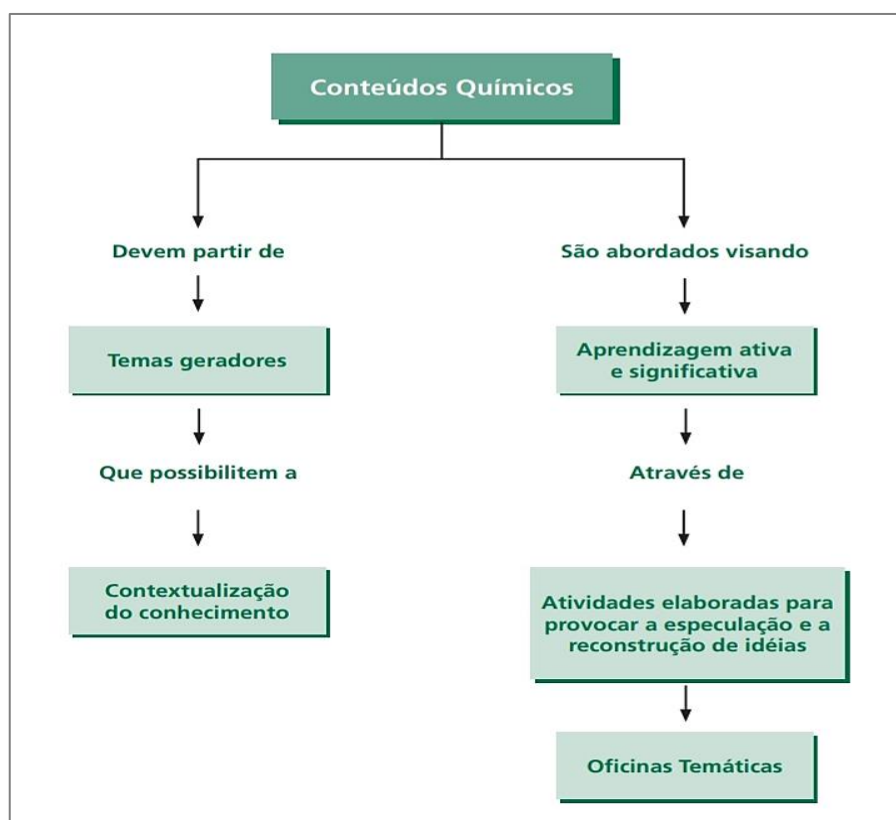 Conteúdos Químicos
Devem partir de
São abordados visando
Temas geradores
Aprendizagem ativa
e significativa
Que possibilitem a
Através de
Contextualização
do conhecimento
Atividades elaboradas para
provocar a especulação e a
reconstrução de idéias
Oficinas Temáticas